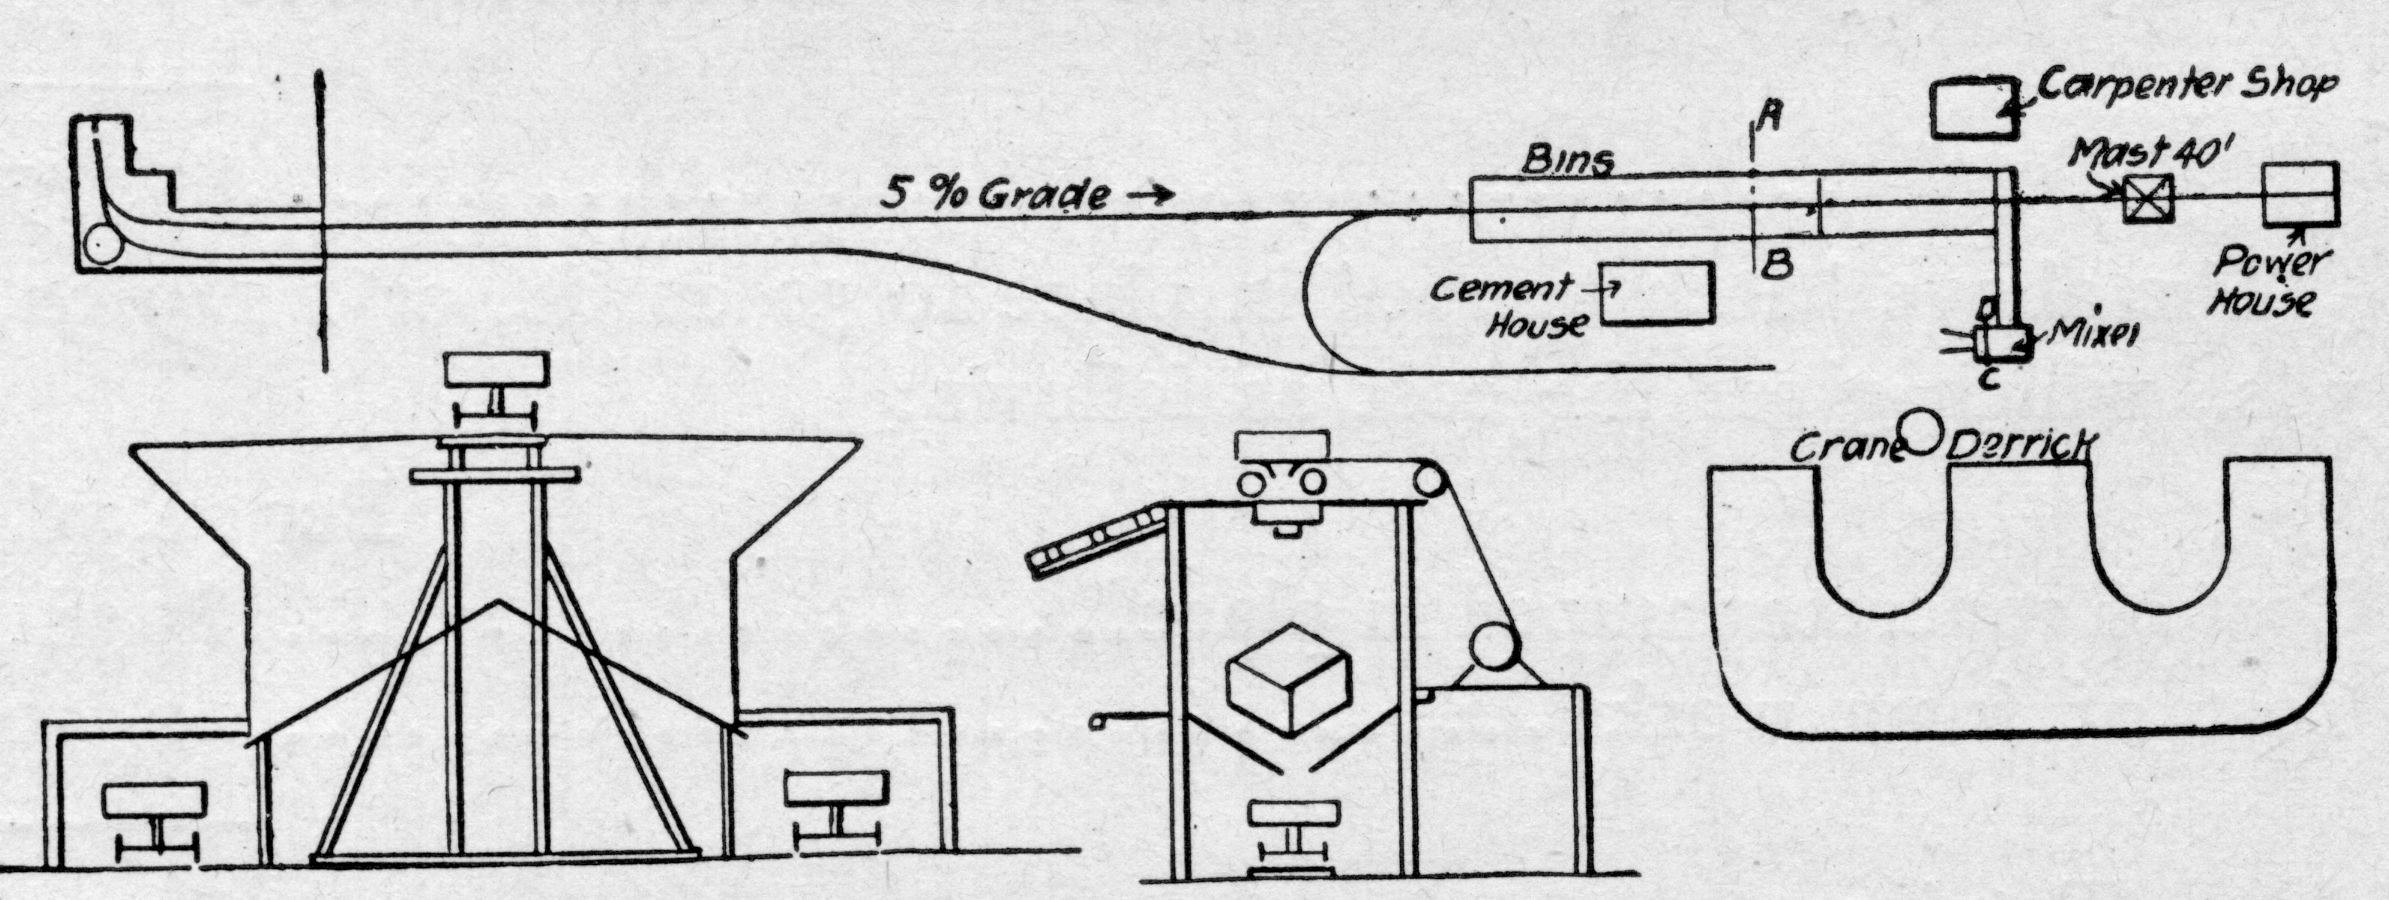 Carpenter Shop
A
Mast 40'
Bins
5 % Grade →
B
Power
House
Cement →
House
Mixer
C
Crane Derrick